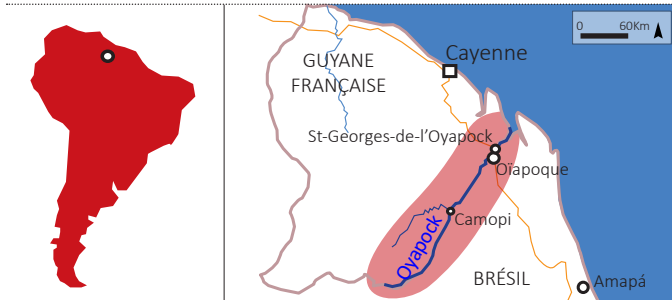 0 60Km
Cayenne
GUYANE
FRANÇAISE
St-Georges-de-l'Oyapock
Oïapoque
Camopi
Oyapock
BRÉSIL
Amapá